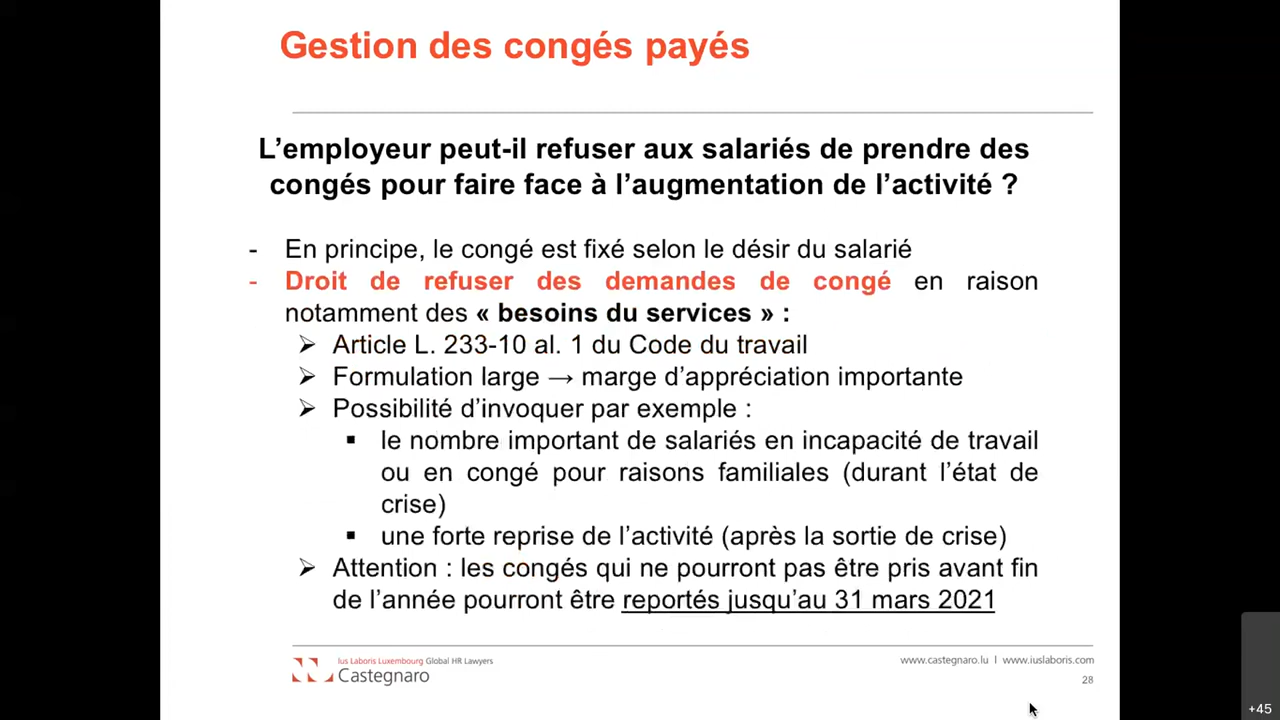 Gestion des congés payés
L’employeur peut-il refuser aux salariés de prendre des
congés pour faire face à l’augmentation de l’activité ?
- En principe, le congé est fixé selon le désir du salarié
- Droit de refuser des demandes de congé en raison
notamment des « besoins du services » :
➢ Article L. 233-10 al. 1 du Code du travail
➢ Formulation large → marge d’appréciation importante
➢ Possibilité d’invoquer par exemple :
▪ le nombre important de salariés en incapacité de travail
ou en congé pour raisons familiales (durant l’état de
crise)
▪ une forte reprise de l’activité (après la sortie de crise)
➢ Attention : les congés qui ne pourront pas être pris avant fin
de l’année pourront être reportés jusqu’au 31 mars 2021
Ius Laboris Luxembourg Global HR Lawyers
Castegnaro
www.castegnaro.lu | www.iuslaboris.com
28
+45